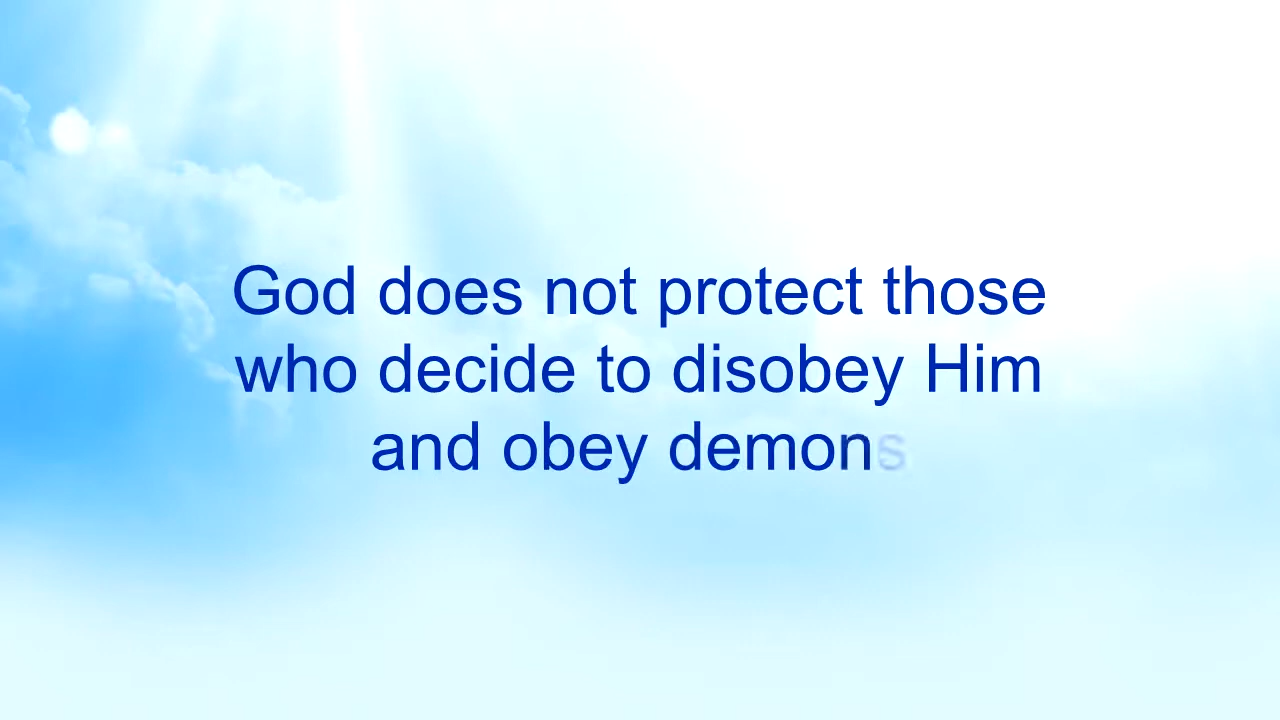 God does not protect those
who decide to disobey Him
and obey demons